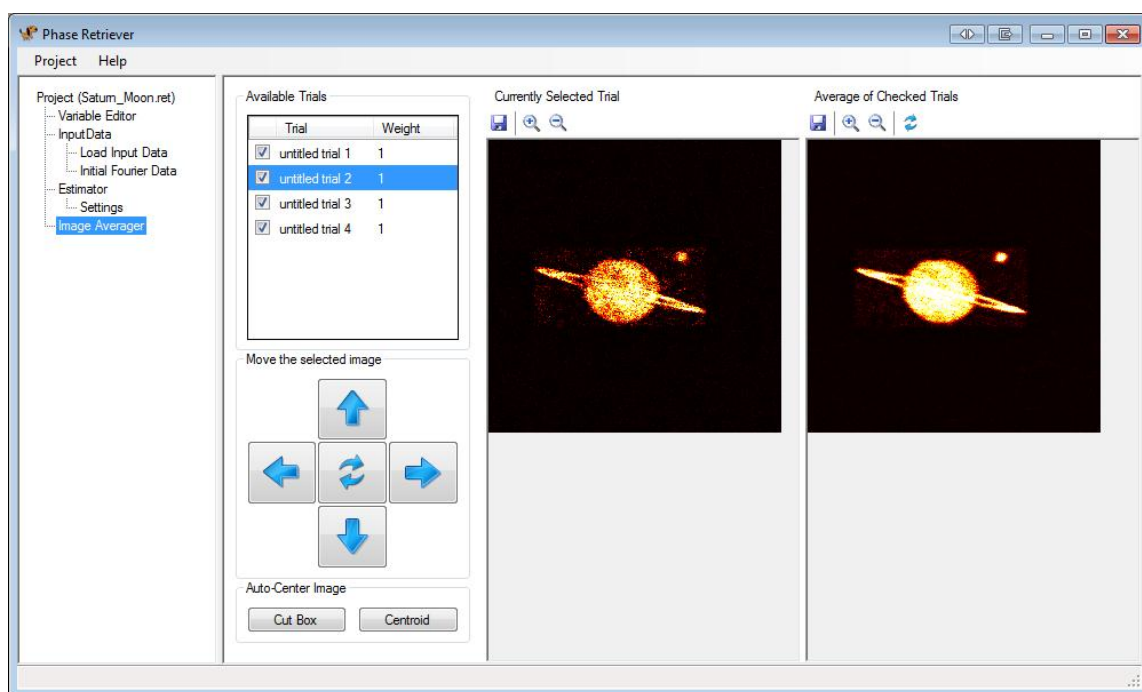 Phase Retriever
Project Help
Project (Saturn_Moon.ret)
Variable Editor
InputData
Load Input Data
Initial Fourier Data
Estimator
Settings
Image Averager
Available Trials
Trial Weight
untitled trial 1 1
untitled trial 2 1
untitled trial 3 1
untitled trial 4 1
Move the selected image
Auto-Center Image
Cut Box Centroid
Currently Selected Trial
Average of Checked Trials